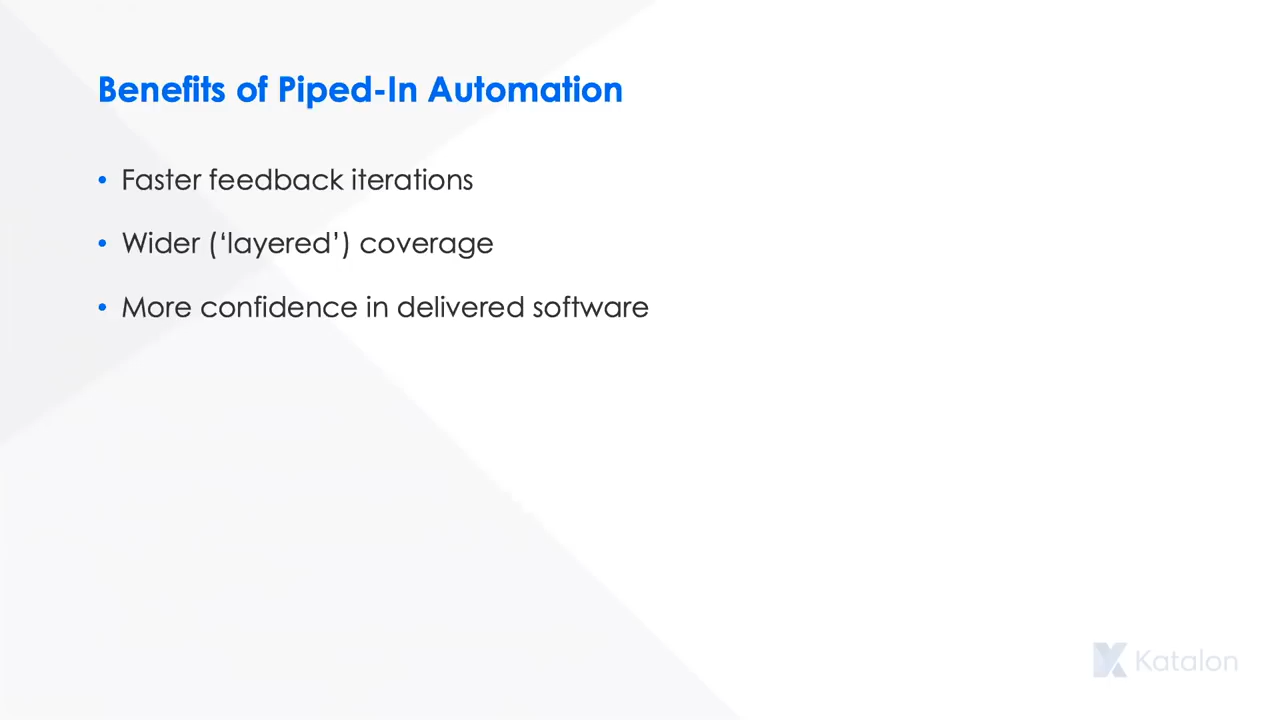 Benefits of Piped-In Automation
• Faster feedback iterations
• Wider (‘layered’) coverage
• More confidence in delivered software
Katalon